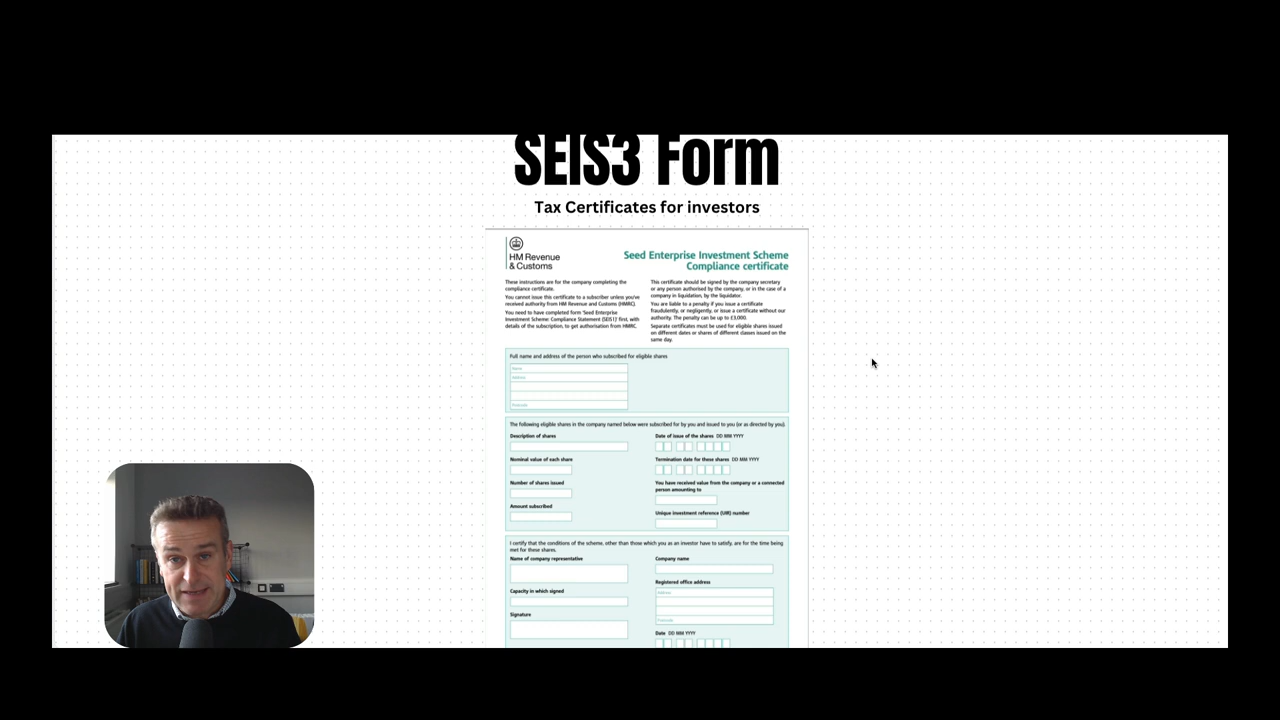 SEIS3 Form
Tax Certificates for investors
HM Revenue
& Customs
Seed Enterprise Investment Scheme
Compliance certificate
These instructions are for the company completing the
compliance certificate.
You cannot issue this certificate to a subscriber unless you've
received authority from HM Revenue and Customs (HMRC).
You need to have completed form 'Seed Enterprise
Investment Scheme: Compliance Statement (SEIS1)' first, with
details of the subscription, to get authorisation from HMRC.
This certificate should be signed by the company secretary
or any person authorised by the company, or in the case of a
company in liquidation, by the liquidator.
You are liable to a penalty if you issue a certificate
fraudulently, or negligently, or issue a certificate without our
authority. The penalty can be up to £3,000.
Separate certificates must be used for eligible shares issued
on different dates or shares of different classes issued on the
same day.
Full name and address of the person who subscribed for eligible shares
Name
Address
Postcode
The following eligible shares in the company named below were subscribed for by you and issued to you (or as directed by you).
Description of shares
Nominal value of each share
Number of shares issued
Amount subscribed
Date of issue of the shares DD MM YYYY
Termination date for these shares DD MM YYYY
You have received value from the company or a connected
person amounting to
Unique investment reference (UIR) number
I certify that the conditions of the scheme, other than those which you as an investor have to satisfy, are for the time being
met for these shares.
Name of company representative
Capacity in which signed
Signature
Company name
Registered office address
Address
Postcode
Date DD MM YYYY